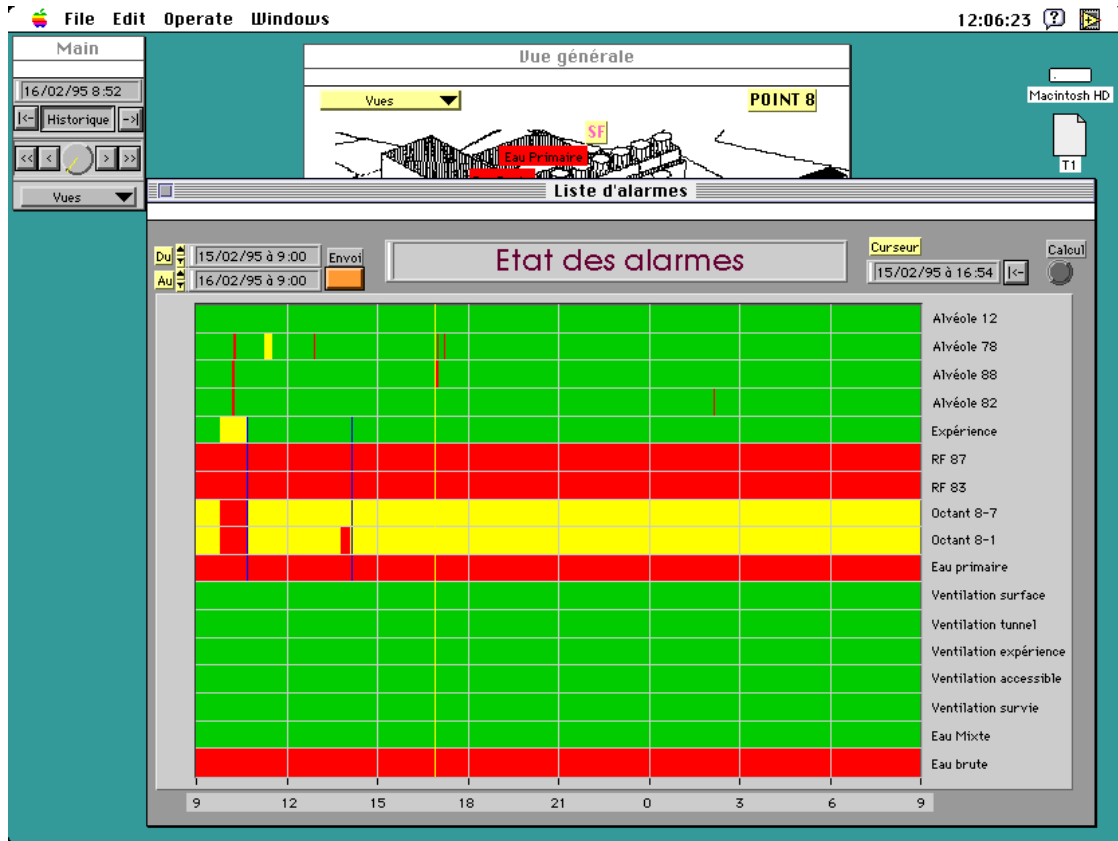 File Edit Operate Windows 12:06:23
Main
16/02/95 8:52
|<- Historique ->|
<< < > >>
Vues
Vue générale
Vues POINT 8
SF
Eau Primaire
Macintosh HD
T1
Liste d'alarmes
Du 15/02/95 à 9:00 Envoi
Au 16/02/95 à 9:00
Etat des alarmes
Curseur Calcul
15/02/95 à 16:54 |<-
Alvéole 12
Alvéole 78
Alvéole 88
Alvéole 82
Expérience
RF 87
RF 83
Octant 8-7
Octant 8-1
Eau primaire
Ventilation surface
Ventilation tunnel
Ventilation expérience
Ventilation accessible
Ventilation survie
Eau Mixte
Eau brute
9 12 15 18 21 0 3 6 9